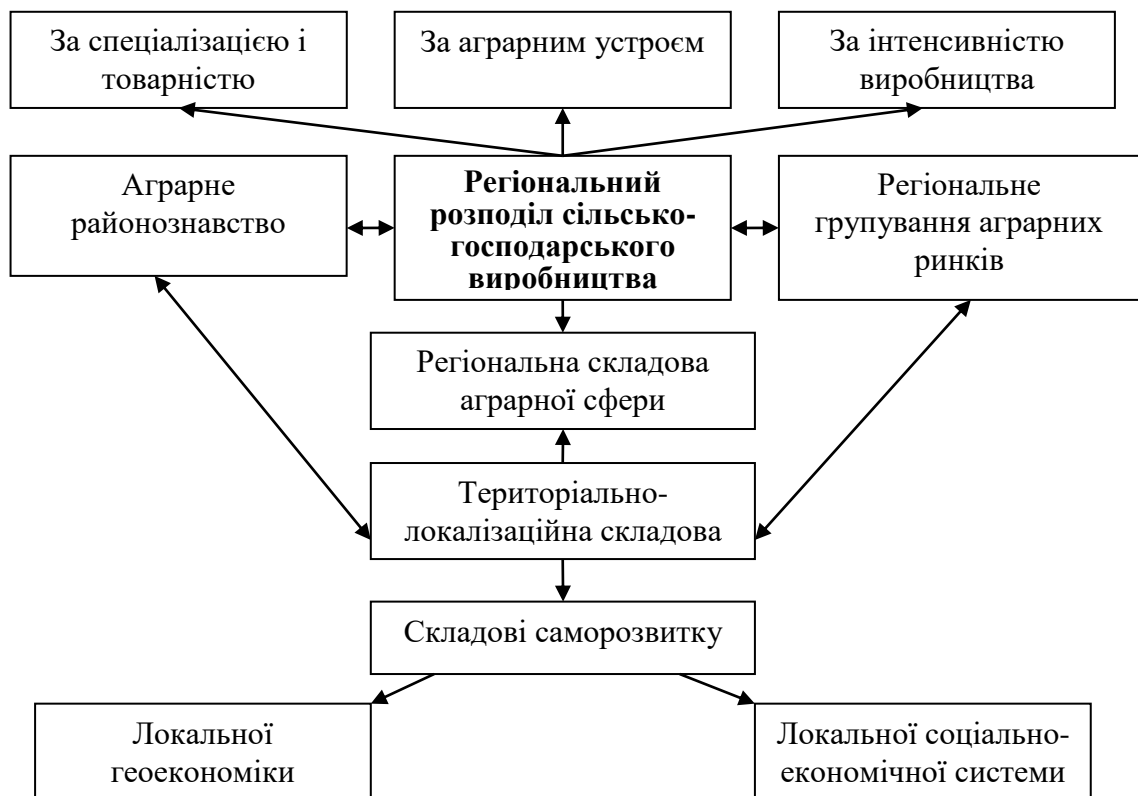 За спеціалізацією і
товарністю
За аграрним устроєм
За інтенсивністю
виробництва
Аграрне
районознавство
Регіональний
розподіл сільсько-
господарського
виробництва
Регіональне
групування аграрних
ринків
Регіональна складова
аграрної сфери
Територіально-
локалізаційна складова
Складові саморозвитку
Локальної
геоекономіки
Локальної соціально-
економічної системи